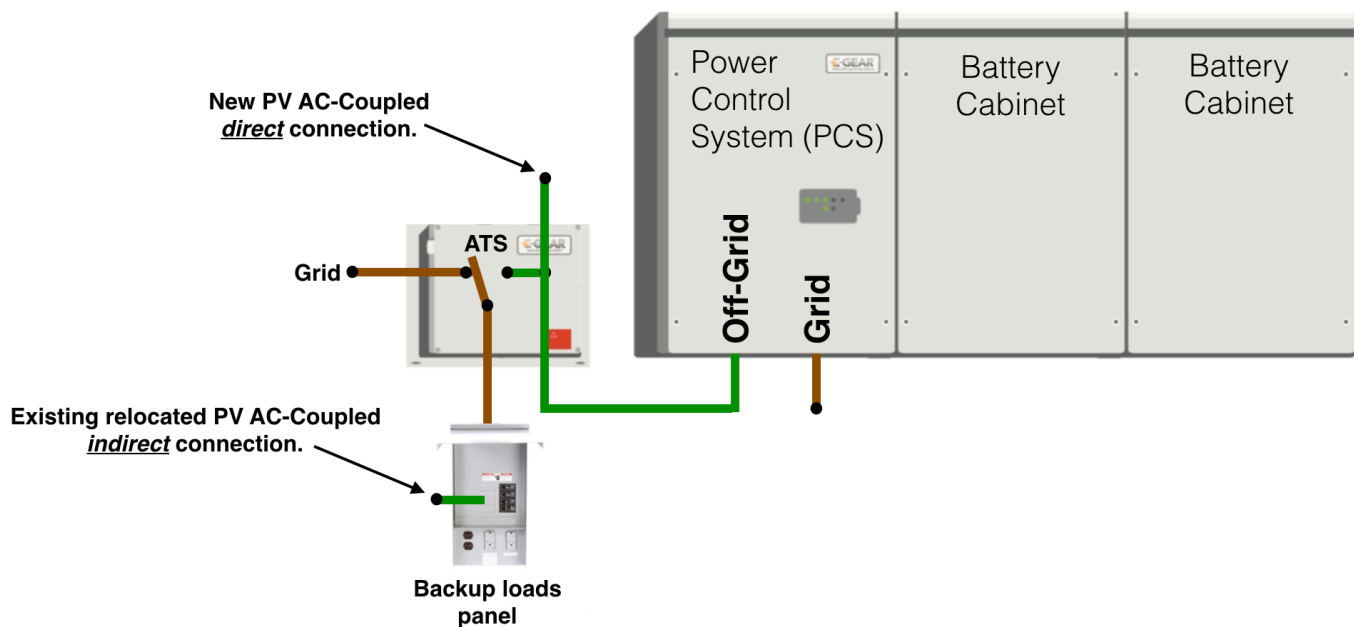 Power
Control
System (PCS)
E-GEAR
Battery
Cabinet
Battery
Cabinet
New PV AC-Coupled
direct connection.
ATS
E-GEAR
Grid
Off-Grid
Grid
Existing relocated PV AC-Coupled
indirect connection.
Backup loads
panel